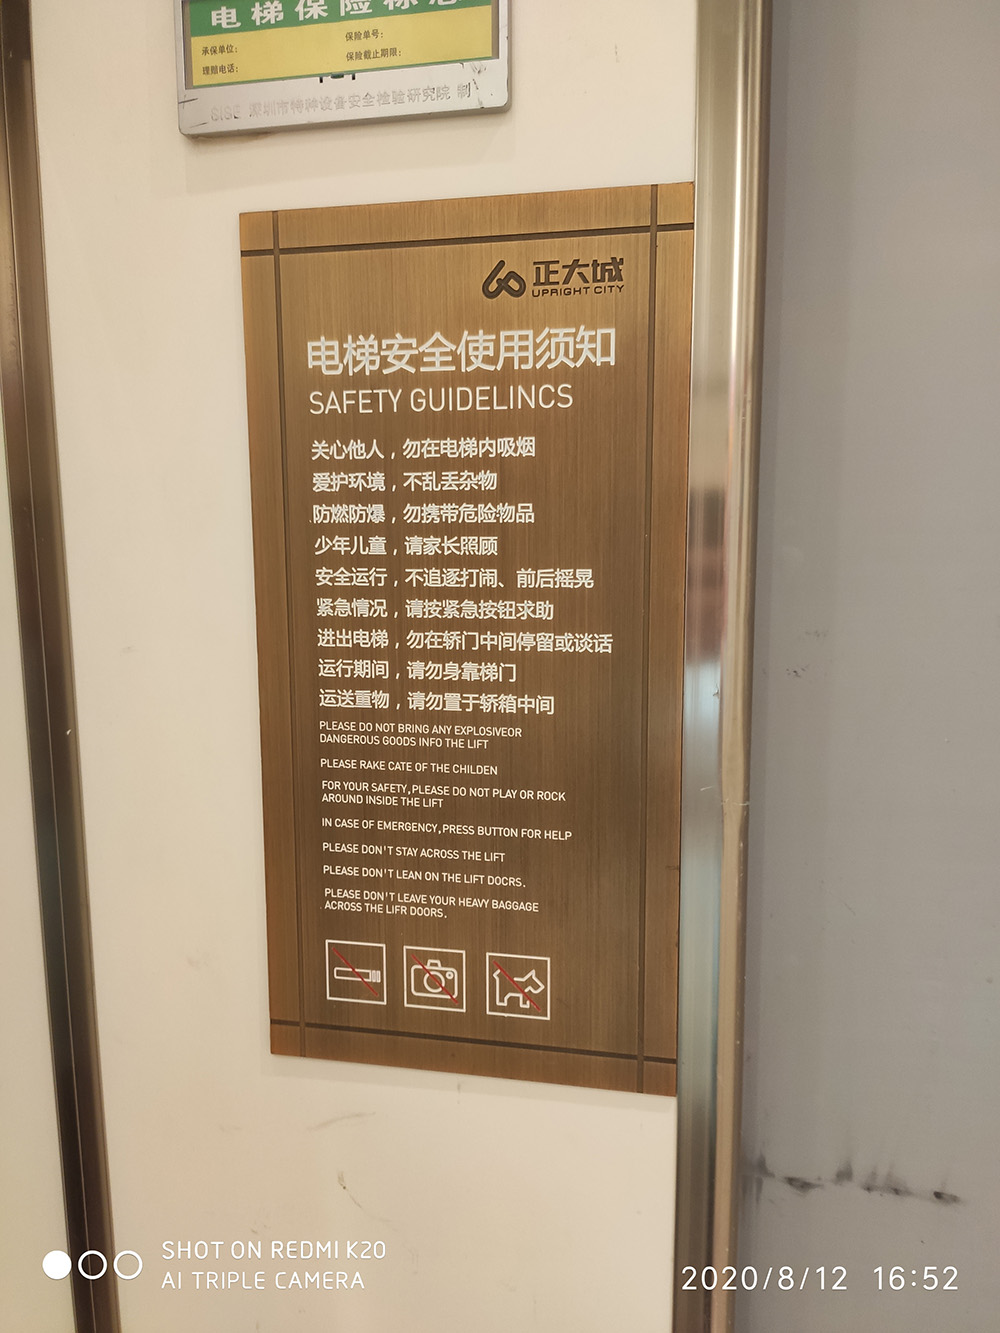 电梯保险标志
承保单位:
保险单号:
理赔电话:
保险截止期限:
SISE 深圳市特种设备安全检验研究院 制
正大城
UPRIGHT CITY
电梯安全使用须知
SAFETY GUIDELINCS
关心他人，勿在电梯内吸烟
爱护环境，不乱丢杂物
防燃防爆，勿携带危险物品
少年儿童，请家长照顾
安全运行，不追逐打闹、前后摇晃
紧急情况，请按紧急按钮求助
进出电梯，勿在轿门中间停留或谈话
运行期间，请勿身靠梯门
运送重物，请勿置于轿箱中间
PLEASE DO NOT BRING ANY EXPLOSIVEOR
DANGEROUS GOODS INFO THE LIFT
PLEASE RAKE CATE OF THE CHILDEN
FOR YOUR SAFETY,PLEASE DO NOT PLAY OR ROCK
AROUND INSIDE THE LIFT
IN CASE OF EMERGENCY,PRESS BUTTON FOR HELP
PLEASE DON'T STAY ACROSS THE LIFT
PLEASE DON'T LEAN ON THE LIFT DOCRS.
PLEASE DON'T LEAVE YOUR HEAVY BAGGAGE
ACROSS THE LIFR DOORS.
SHOT ON REDMI K20
AI TRIPLE CAMERA
2020/8/12 16:52